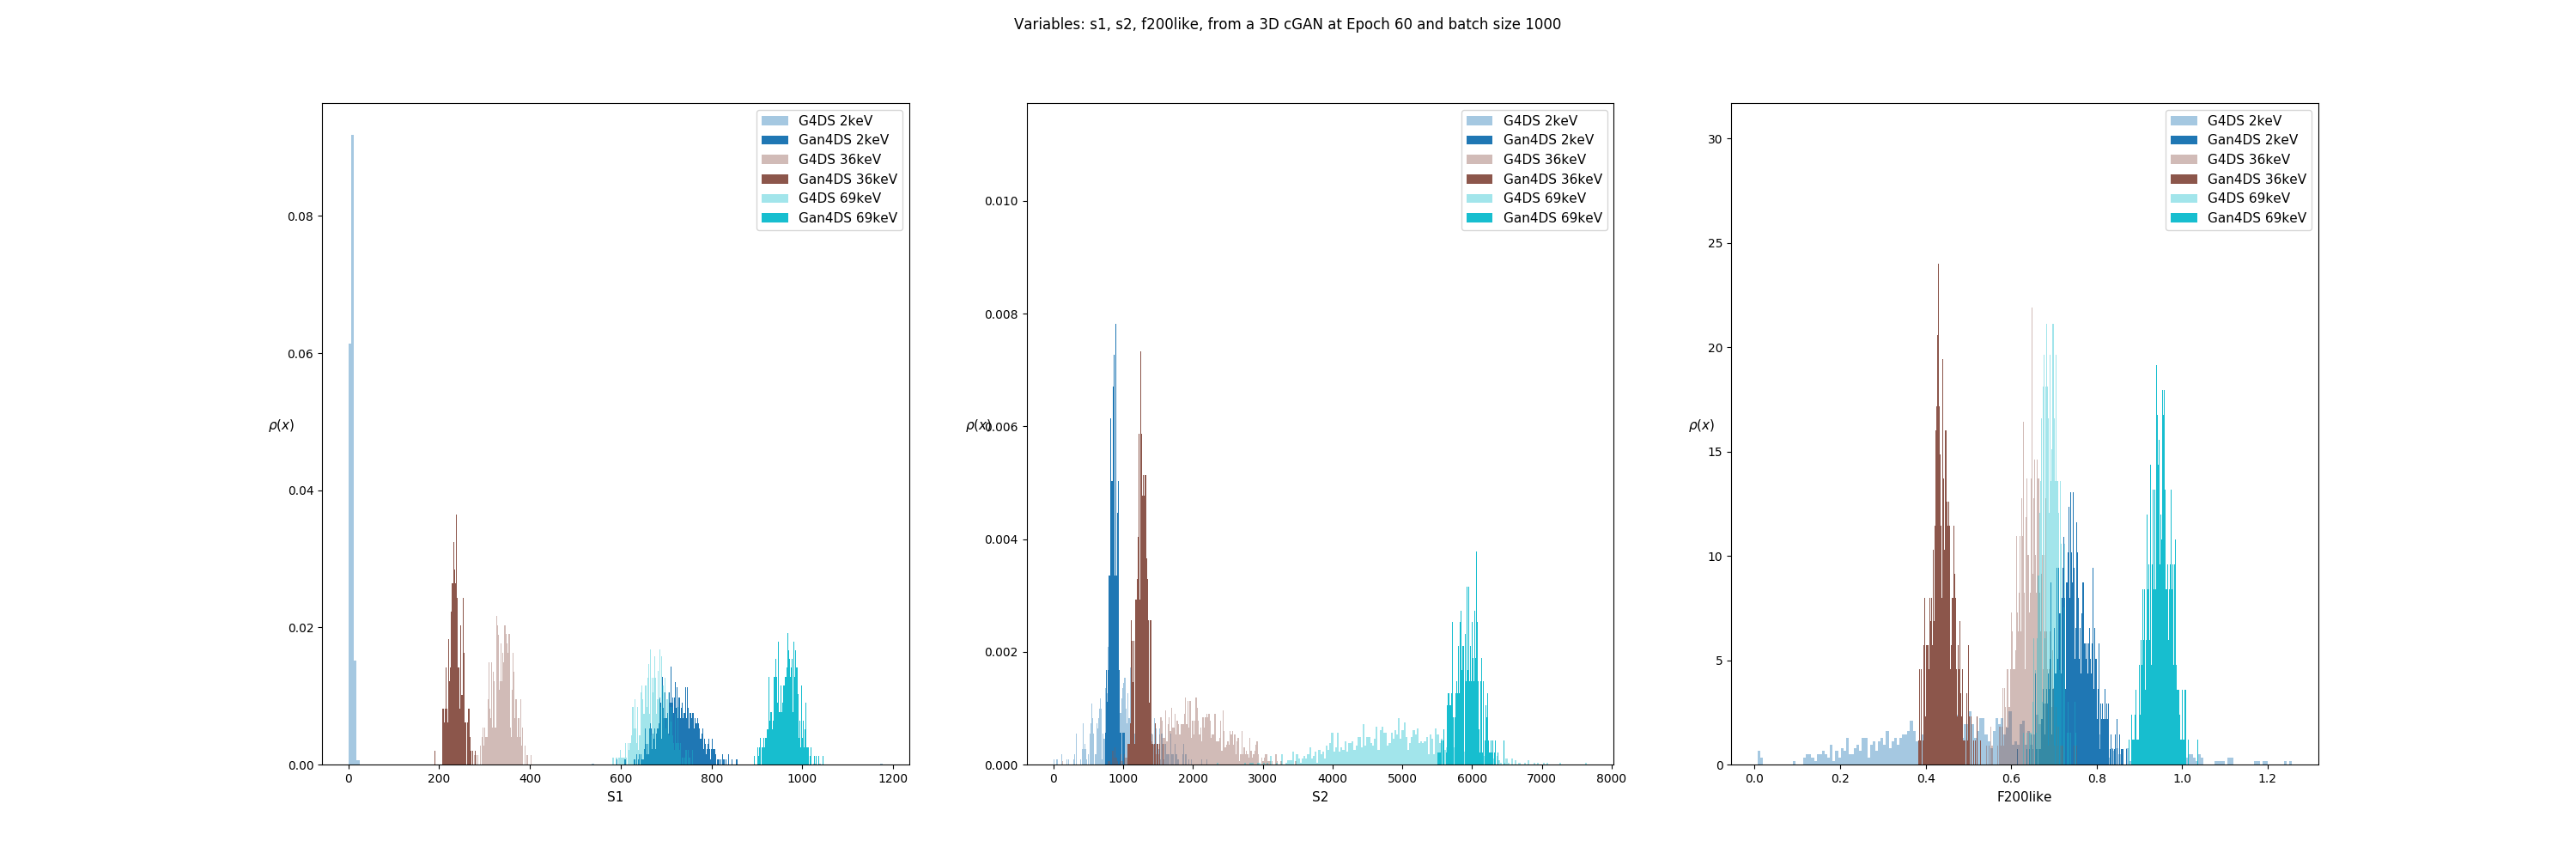 Variables: s1, s2, f200like, from a 3D cGAN at Epoch 60 and batch size 1000
G4DS 2keV
Gan4DS 2keV
G4DS 36keV
Gan4DS 36keV
G4DS 69keV
Gan4DS 69keV
0.08
0.06
0.04
0.02
0.00
ρ(x)
0 200 400 600 800 1000 1200
S1
G4DS 2keV
Gan4DS 2keV
G4DS 36keV
Gan4DS 36keV
G4DS 69keV
Gan4DS 69keV
0.010
0.008
0.006
0.004
0.002
0.000
ρ(x)
0 1000 2000 3000 4000 5000 6000 7000 8000
S2
G4DS 2keV
Gan4DS 2keV
G4DS 36keV
Gan4DS 36keV
G4DS 69keV
Gan4DS 69keV
30
25
20
15
10
5
0
ρ(x)
0.0 0.2 0.4 0.6 0.8 1.0 1.2
F200like